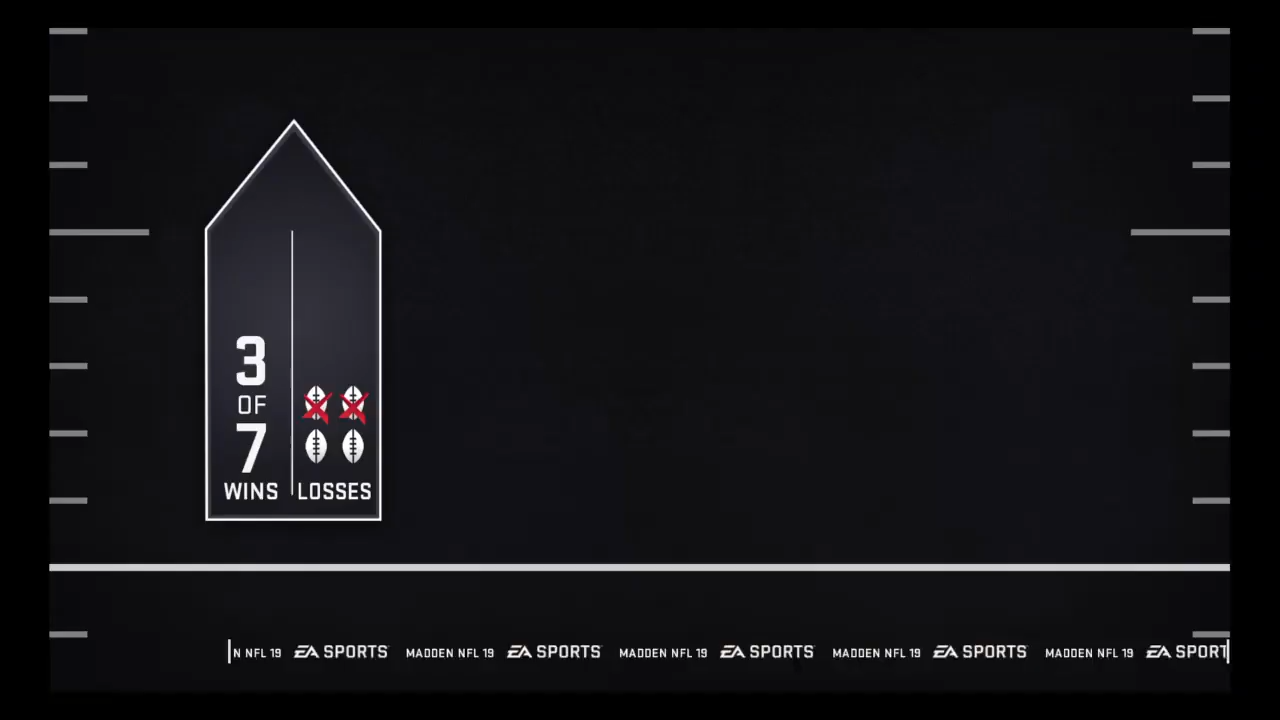 3
OF
7
WINS
LOSSES
N NFL 19 EA SPORTS MADDEN NFL 19 EA SPORTS MADDEN NFL 19 EA SPORTS MADDEN NFL 19 EA SPORTS MADDEN NFL 19 EA SPORT